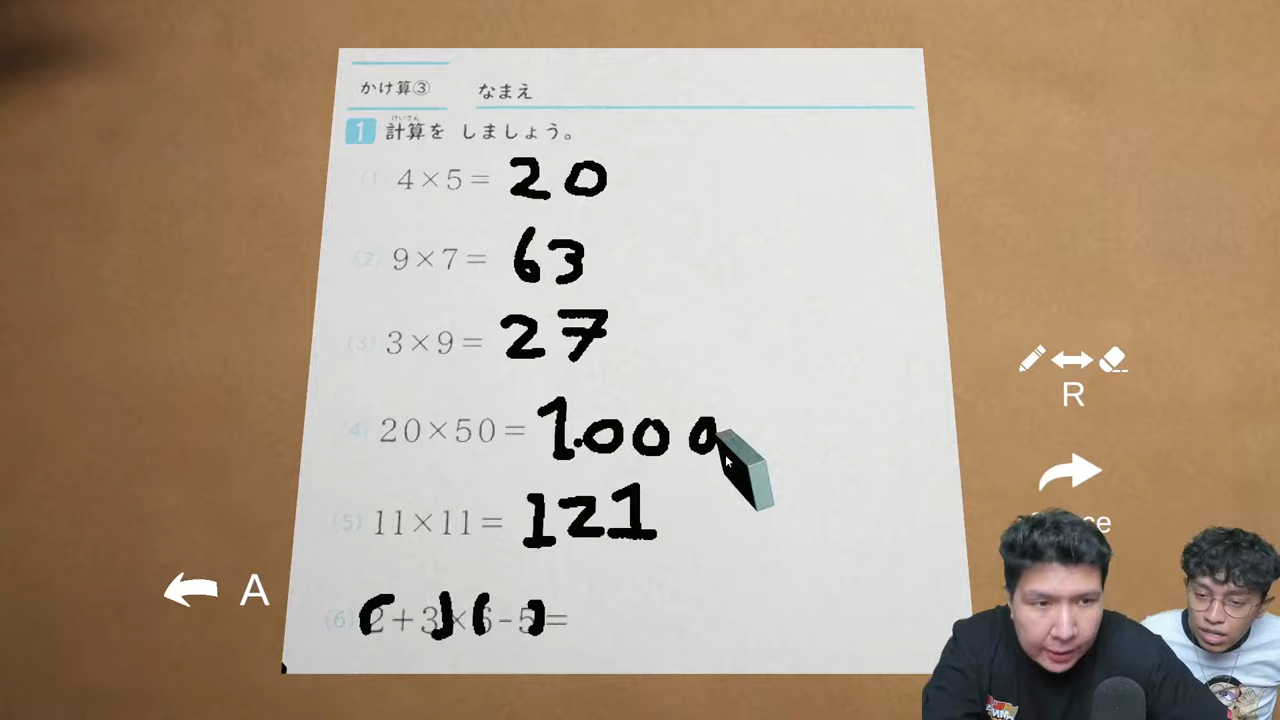 かけ算③ なまえ
1 計算を しましょう。
けいさん
(1) 4×5= 20
(2) 9×7= 63
(3) 3×9= 27
(4) 20×50= 1.000
(5) 11×11= 121
(6) (2+3)×(6-5)=
R
A